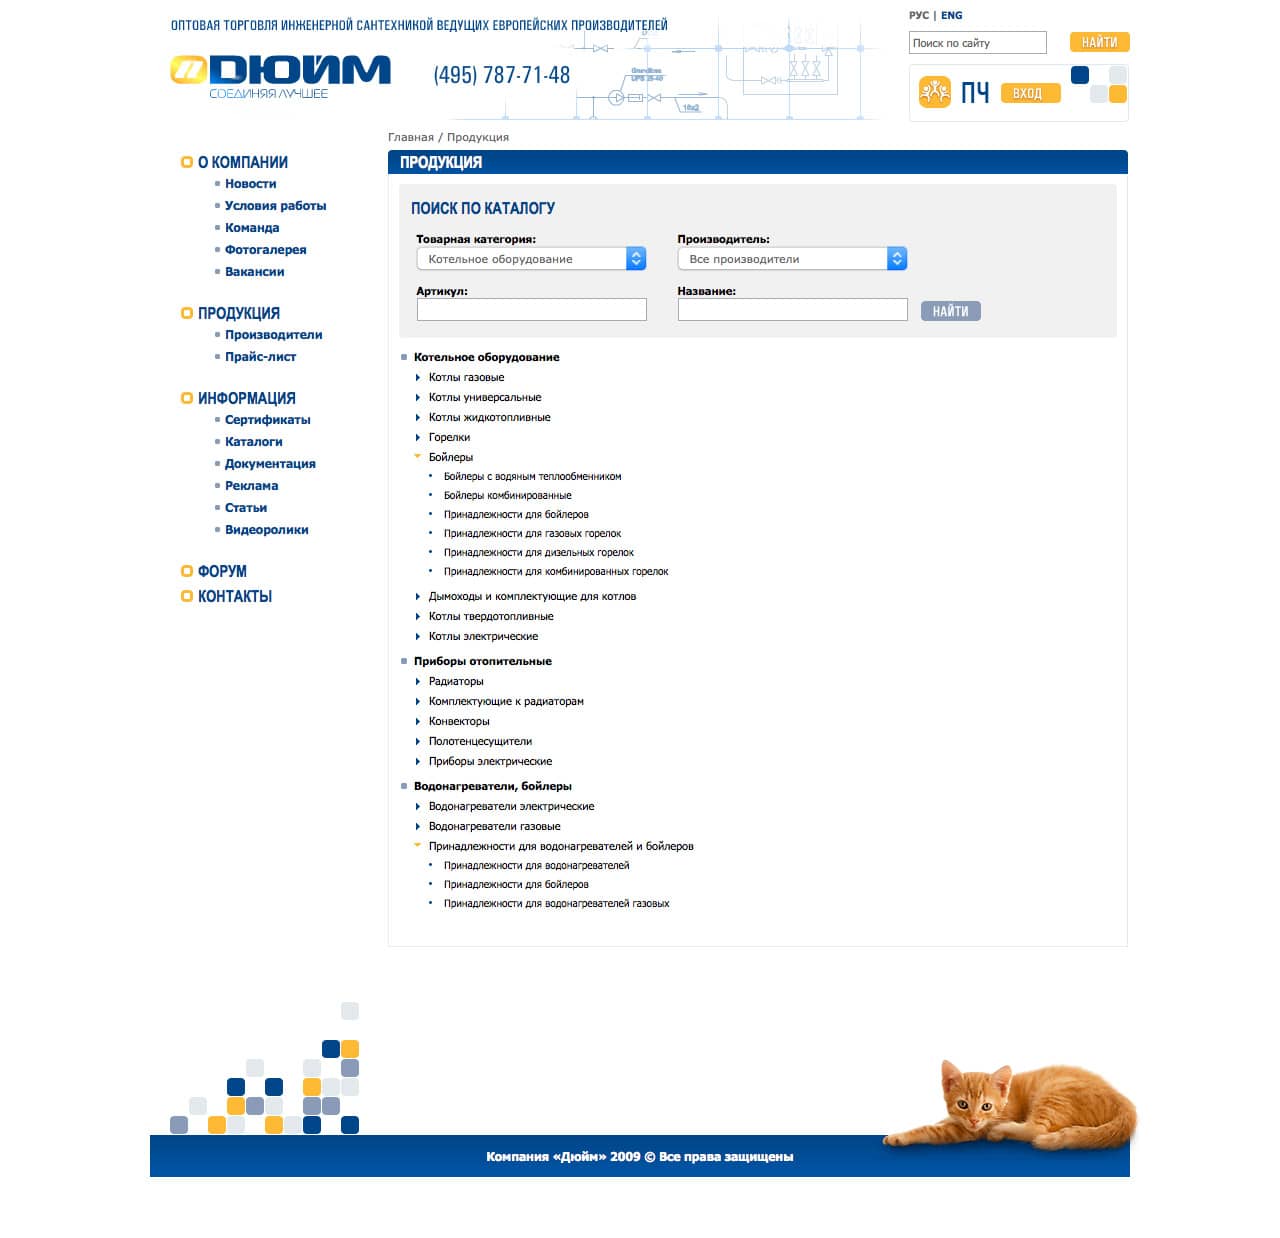 ОПТОВАЯ ТОРГОВЛЯ ИНЖЕНЕРНОЙ САНТЕХНИКОЙ ВЕДУЩИХ ЕВРОПЕЙСКИХ ПРОИЗВОДИТЕЛЕЙ
РУС | ENG
Поиск по сайту
НАЙТИ
ДЮЙМ
СОЕДИНЯЯ ЛУЧШЕЕ
(495) 787-71-48
16x2
ПЧ
ВХОД
Главная / Продукция
О КОМПАНИИ
Новости
Условия работы
Команда
Фотогалерея
Вакансии
ПРОДУКЦИЯ
Производители
Прайс-лист
ИНФОРМАЦИЯ
Сертификаты
Каталоги
Документация
Реклама
Статьи
Видеоролики
ФОРУМ
КОНТАКТЫ
ПРОДУКЦИЯ
ПОИСК ПО КАТАЛОГУ
Товарная категория:
Котельное оборудование
Производитель:
Все производители
Артикул:
Название:
НАЙТИ
Котельное оборудование
Котлы газовые
Котлы универсальные
Котлы жидкотопливные
Горелки
Бойлеры
Бойлеры с водяным теплообменником
Бойлеры комбинированные
Принадлежности для бойлеров
Принадлежности для газовых горелок
Принадлежности для дизельных горелок
Принадлежности для комбинированных горелок
Дымоходы и комплектующие для котлов
Котлы твердотопливные
Котлы электрические
Приборы отопительные
Радиаторы
Комплектующие к радиаторам
Конвекторы
Полотенцесушители
Приборы электрические
Водонагреватели, бойлеры
Водонагреватели электрические
Водонагреватели газовые
Принадлежности для водонагревателей и бойлеров
Принадлежности для водонагревателей
Принадлежности для бойлеров
Принадлежности для водонагревателей газовых
Компания «Дюйм» 2009 © Все права защищены